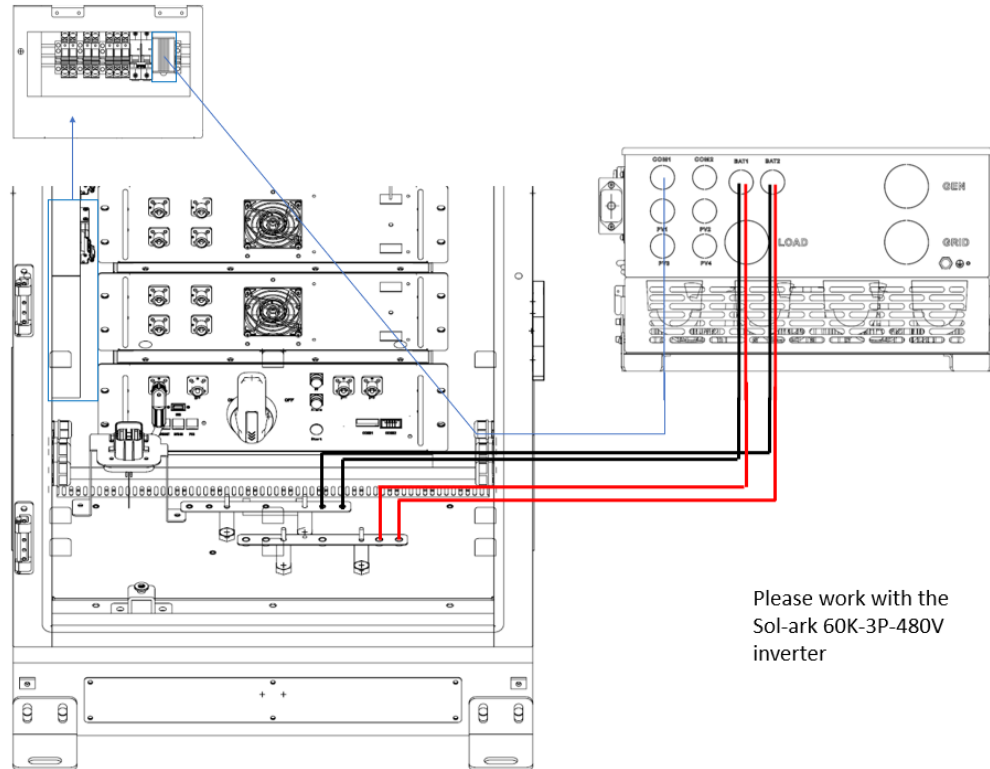 COM1 COM2 BAT1 BAT2
GEN
PV1 PV2
LOAD
GRID
PV3 PV4
OFF
Please work with the
Sol-ark 60K-3P-480V
inverter